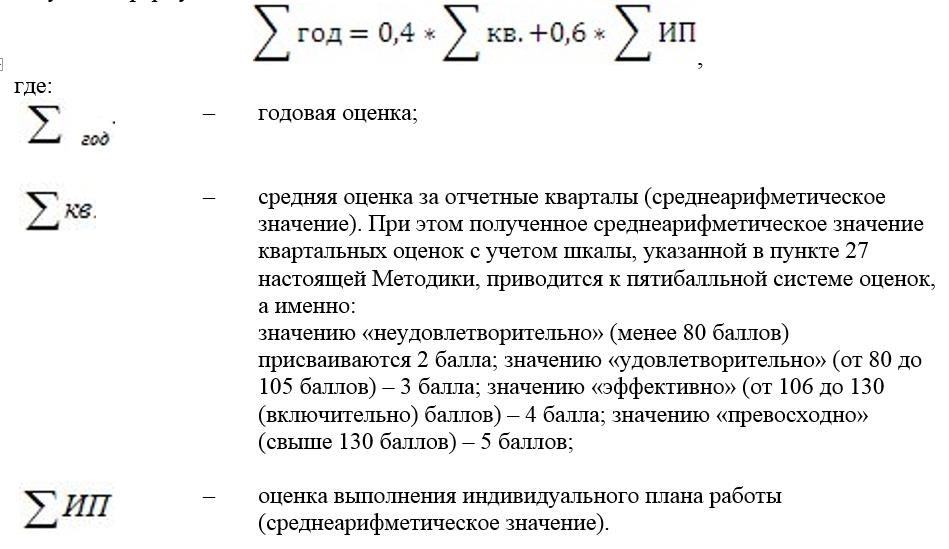 ∑ год = 0,4 * ∑ кв. +0,6 * ∑ ИП ,
где:
∑ год. – годовая оценка;
∑ кв. – средняя оценка за отчетные кварталы (среднеарифметическое
значение). При этом полученное среднеарифметическое значение
квартальных оценок с учетом шкалы, указанной в пункте 27
настоящей Методики, приводится к пятибалльной системе оценок,
а именно:
значению «неудовлетворительно» (менее 80 баллов)
присваиваются 2 балла; значению «удовлетворительно» (от 80 до
105 баллов) – 3 балла; значению «эффективно» (от 106 до 130
(включительно) баллов) – 4 балла; значению «превосходно»
(свыше 130 баллов) – 5 баллов;
∑ ИП – оценка выполнения индивидуального плана работы
(среднеарифметическое значение).